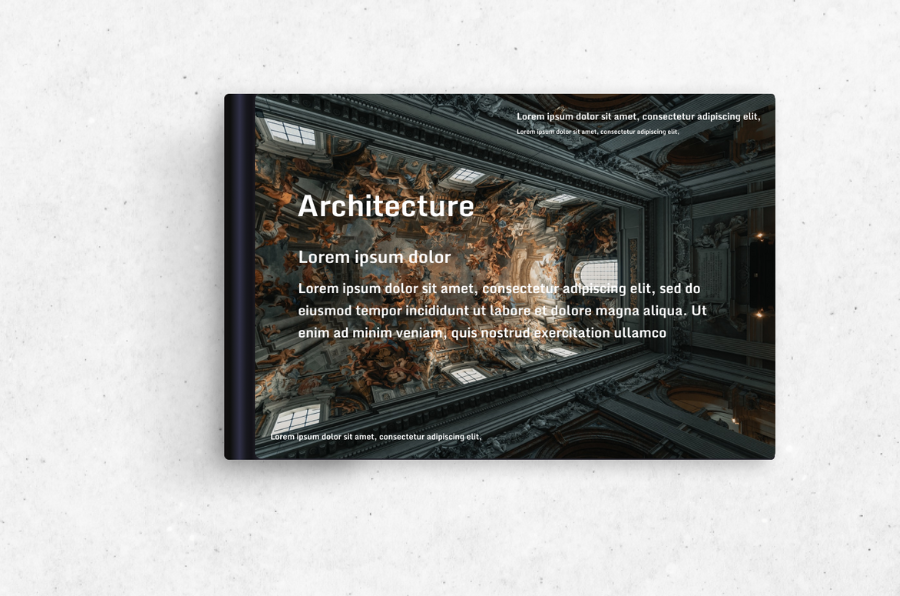 Lorem ipsum dolor sit amet, consectetur adipiscing elit,
Lorem ipsum dolor sit amet, consectetur adipiscing elit,
Architecture
Lorem ipsum dolor
Lorem ipsum dolor sit amet, consectetur adipiscing elit, sed do
eiusmod tempor incididunt ut labore et dolore magna aliqua. Ut
enim ad minim veniam, quis nostrud exercitation ullamco
Lorem ipsum dolor sit amet, consectetur adipiscing elit,